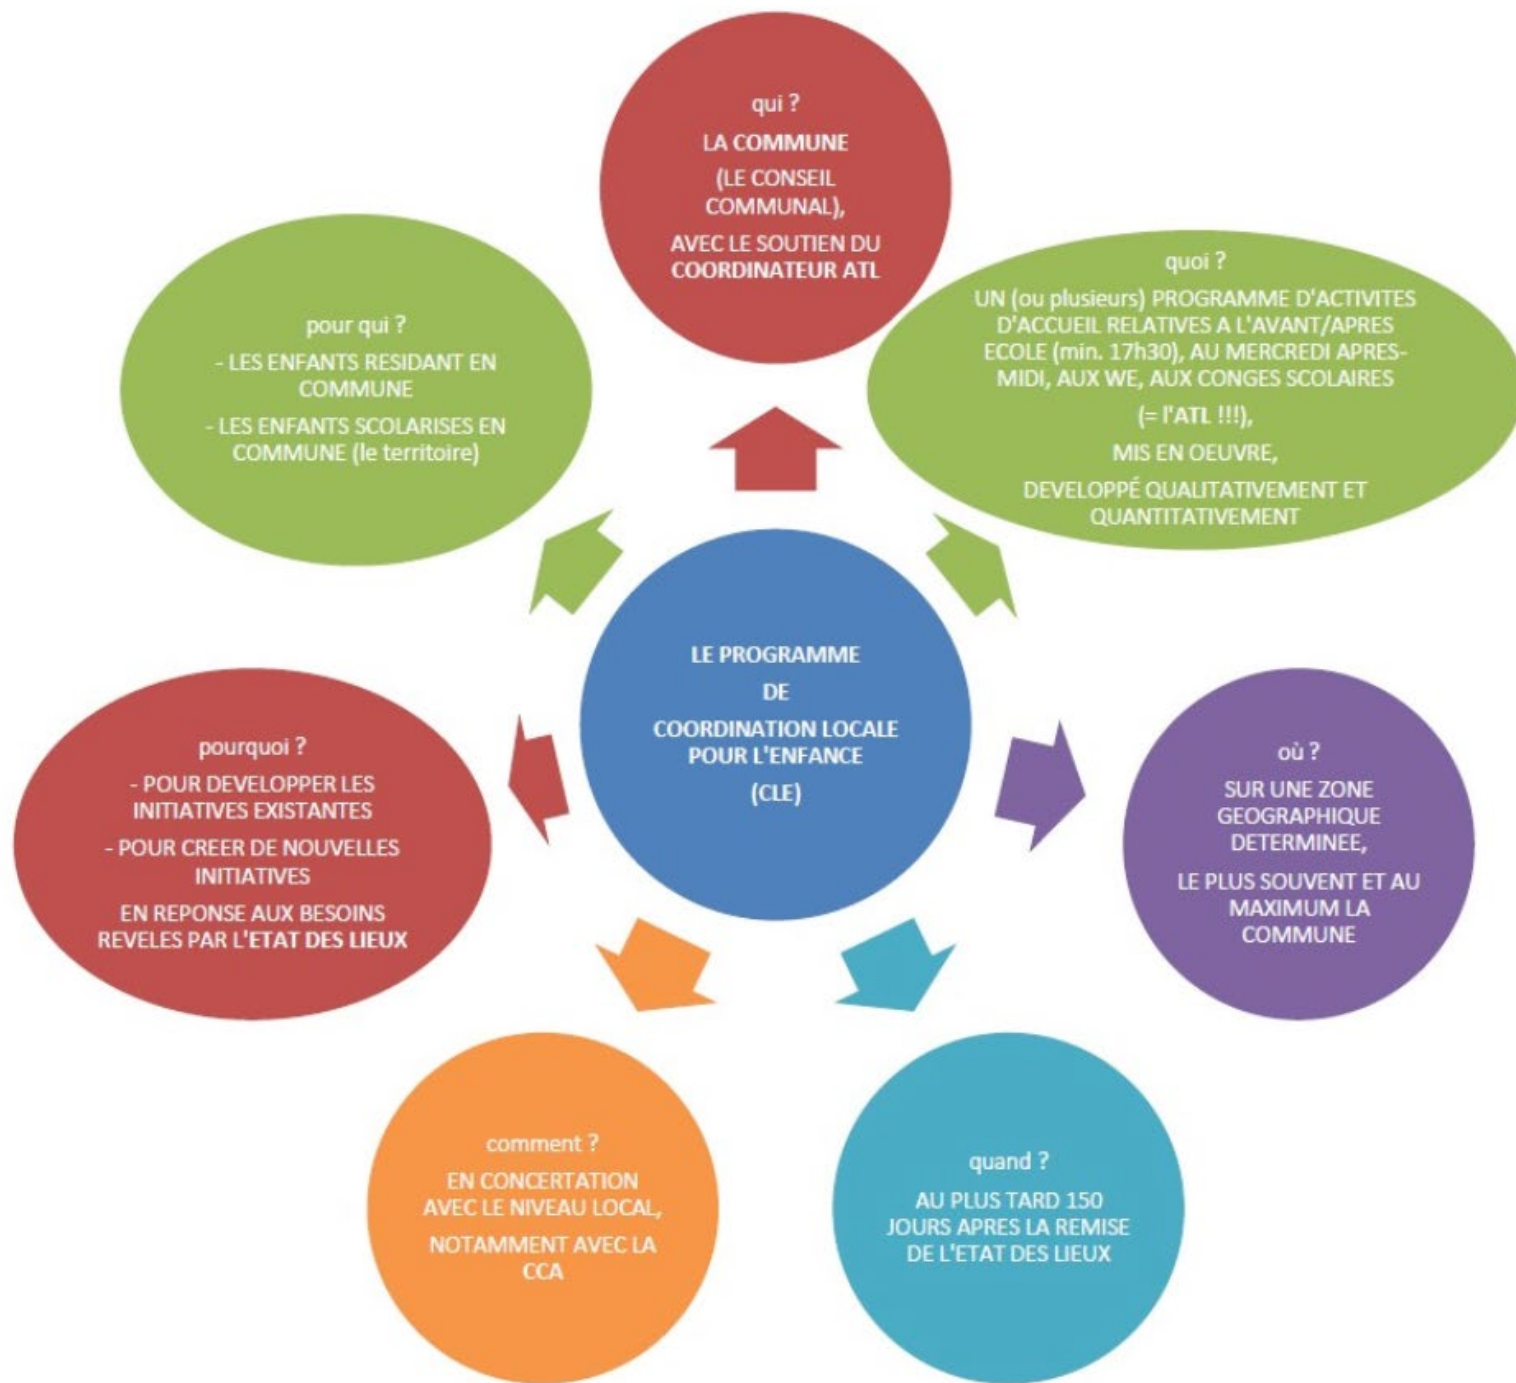 qui ?
LA COMMUNE
(LE CONSEIL
COMMUNAL),
AVEC LE SOUTIEN DU
COORDINATEUR ATL
quoi ?
UN (ou plusieurs) PROGRAMME D'ACTIVITES
D'ACCUEIL RELATIVES A L'AVANT/APRES
ECOLE (min. 17h30), AU MERCREDI APRES-
MIDI, AUX WE, AUX CONGES SCOLAIRES
(= l'ATL !!!),
MIS EN OEUVRE,
DEVELOPPÉ QUALITATIVEMENT ET
QUANTITATIVEMENT
où ?
SUR UNE ZONE
GEOGRAPHIQUE
DETERMINEE,
LE PLUS SOUVENT ET AU
MAXIMUM LA
COMMUNE
quand ?
AU PLUS TARD 150
JOURS APRES LA REMISE
DE L'ETAT DES LIEUX
comment ?
EN CONCERTATION
AVEC LE NIVEAU LOCAL,
NOTAMMENT AVEC LA
CCA
pourquoi ?
- POUR DEVELOPPER LES
INITIATIVES EXISTANTES
- POUR CREER DE NOUVELLES
INITIATIVES
EN REPONSE AUX BESOINS
REVELES PAR L'ETAT DES LIEUX
pour qui ?
- LES ENFANTS RESIDANT EN
COMMUNE
- LES ENFANTS SCOLARISES EN
COMMUNE (le territoire)
LE PROGRAMME
DE
COORDINATION LOCALE
POUR L'ENFANCE
(CLE)